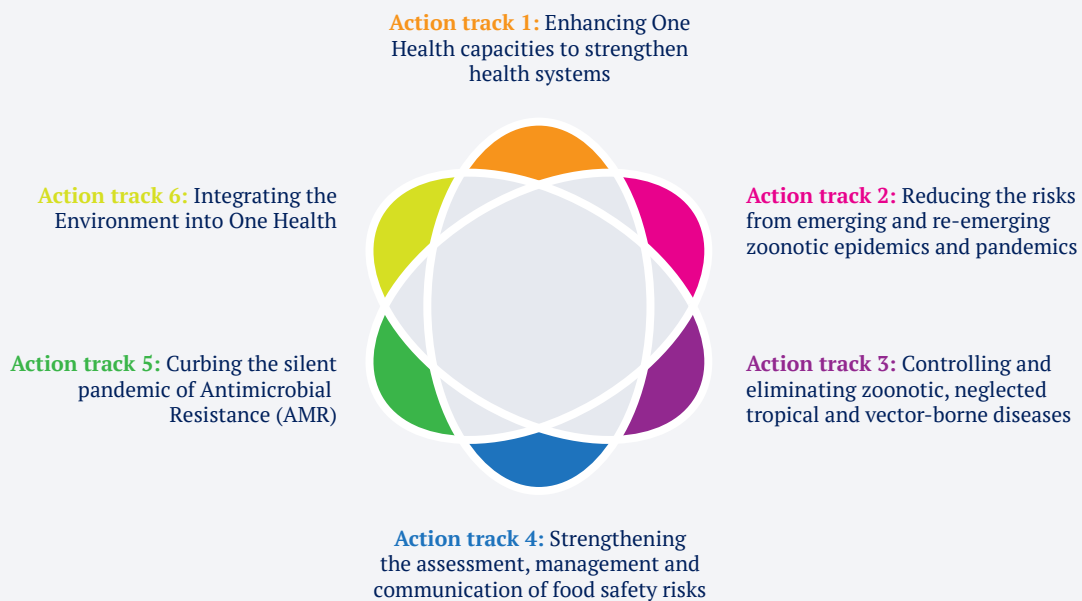 Action track 1: Enhancing One
Health capacities to strengthen
health systems
Action track 2: Reducing the risks
from emerging and re-emerging
zoonotic epidemics and pandemics
Action track 3: Controlling and
eliminating zoonotic, neglected
tropical and vector-borne diseases
Action track 4: Strengthening
the assessment, management and
communication of food safety risks
Action track 5: Curbing the silent
pandemic of Antimicrobial
Resistance (AMR)
Action track 6: Integrating the
Environment into One Health